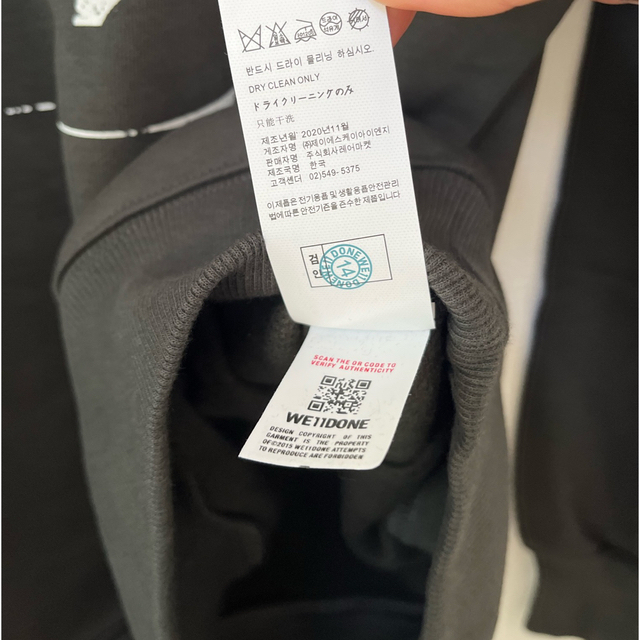 반드시 드라이 물리닝 하십시오.
DRY CLEAN ONLY
ドライクリーニングのみ
只能干洗
제조년월 2020년11월
게조자명 ㈜제이에스케이아이엔지
판매자명 주식회사레어마켓
제조국명 한국
고객센터 02)549-5375
이제품은 전기용품 및 생활용품안전관리
법에따른 안전기준을 준수한 제품입니다
검
인
WE11DONE WE11DONE
14
SCAN THE QR CODE TO
VERIFY AUTHENTICITY
WE11DONE
DESIGN COPYRIGHT OF THIS
GARMENT IS THE PROPERTY
OF©2015 WE11DONE ATTEMPTS
TO REPRODUCE ARE FORBIDDEN